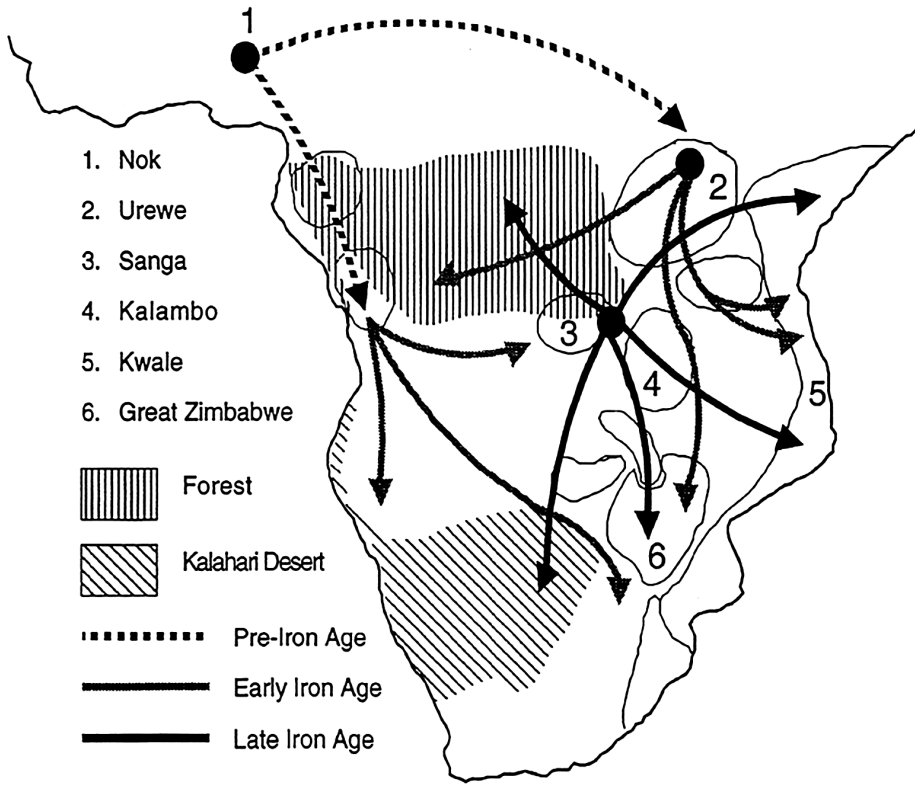 1
1. Nok
2. Urewe
3. Sanga
4. Kalambo
5. Kwale
6. Great Zimbabwe
Forest
Kalahari Desert
Pre-Iron Age
Early Iron Age
Late Iron Age
2
3
4
5
6